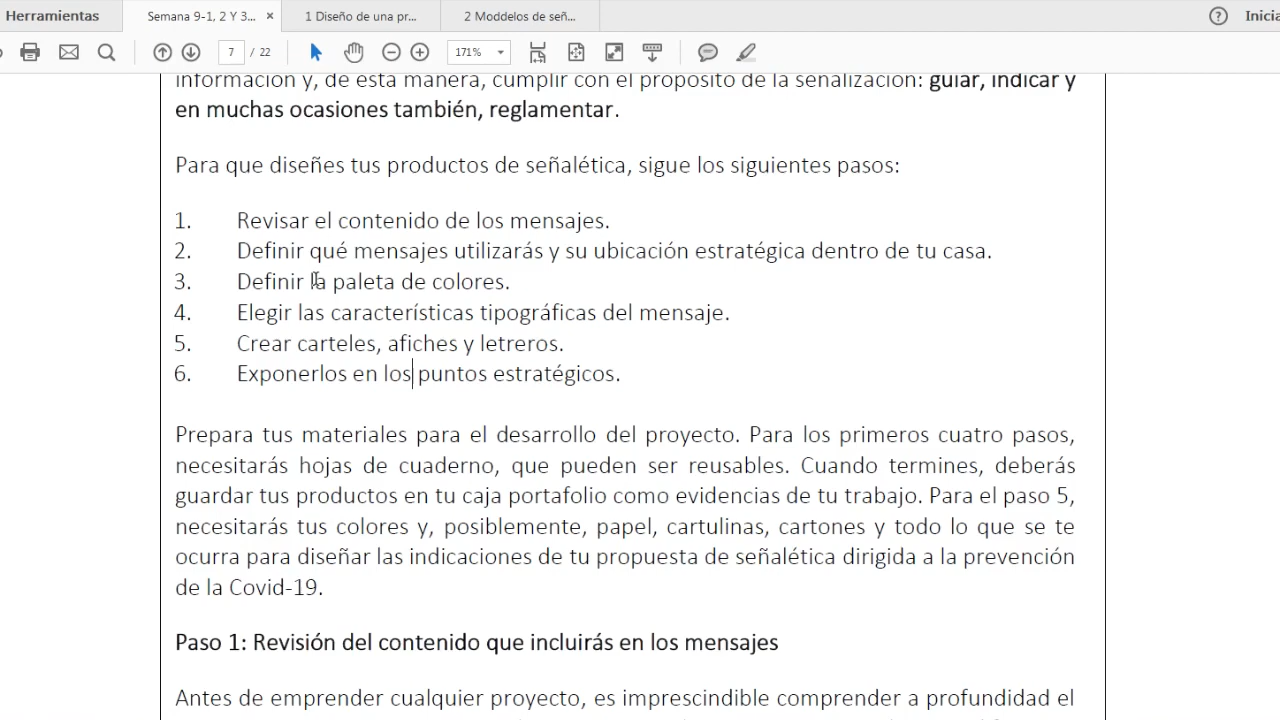 Herramientas
Semana 9-1, 2 Y 3... ×
1 Diseño de una pr...
2 Moddelos de señ...
Inicia
7 / 22
171%
información y, de esta manera, cumplir con el propósito de la señalización: guiar, indicar y
en muchas ocasiones también, reglamentar.
Para que diseñes tus productos de señalética, sigue los siguientes pasos:
1. Revisar el contenido de los mensajes.
2. Definir qué mensajes utilizarás y su ubicación estratégica dentro de tu casa.
3. Definir la paleta de colores.
4. Elegir las características tipográficas del mensaje.
5. Crear carteles, afiches y letreros.
6. Exponerlos en los puntos estratégicos.
Prepara tus materiales para el desarrollo del proyecto. Para los primeros cuatro pasos,
necesitarás hojas de cuaderno, que pueden ser reusables. Cuando termines, deberás
guardar tus productos en tu caja portafolio como evidencias de tu trabajo. Para el paso 5,
necesitarás tus colores y, posiblemente, papel, cartulinas, cartones y todo lo que se te
ocurra para diseñar las indicaciones de tu propuesta de señalética dirigida a la prevención
de la Covid-19.
Paso 1: Revisión del contenido que incluirás en los mensajes
Antes de emprender cualquier proyecto, es imprescindible comprender a profundidad el